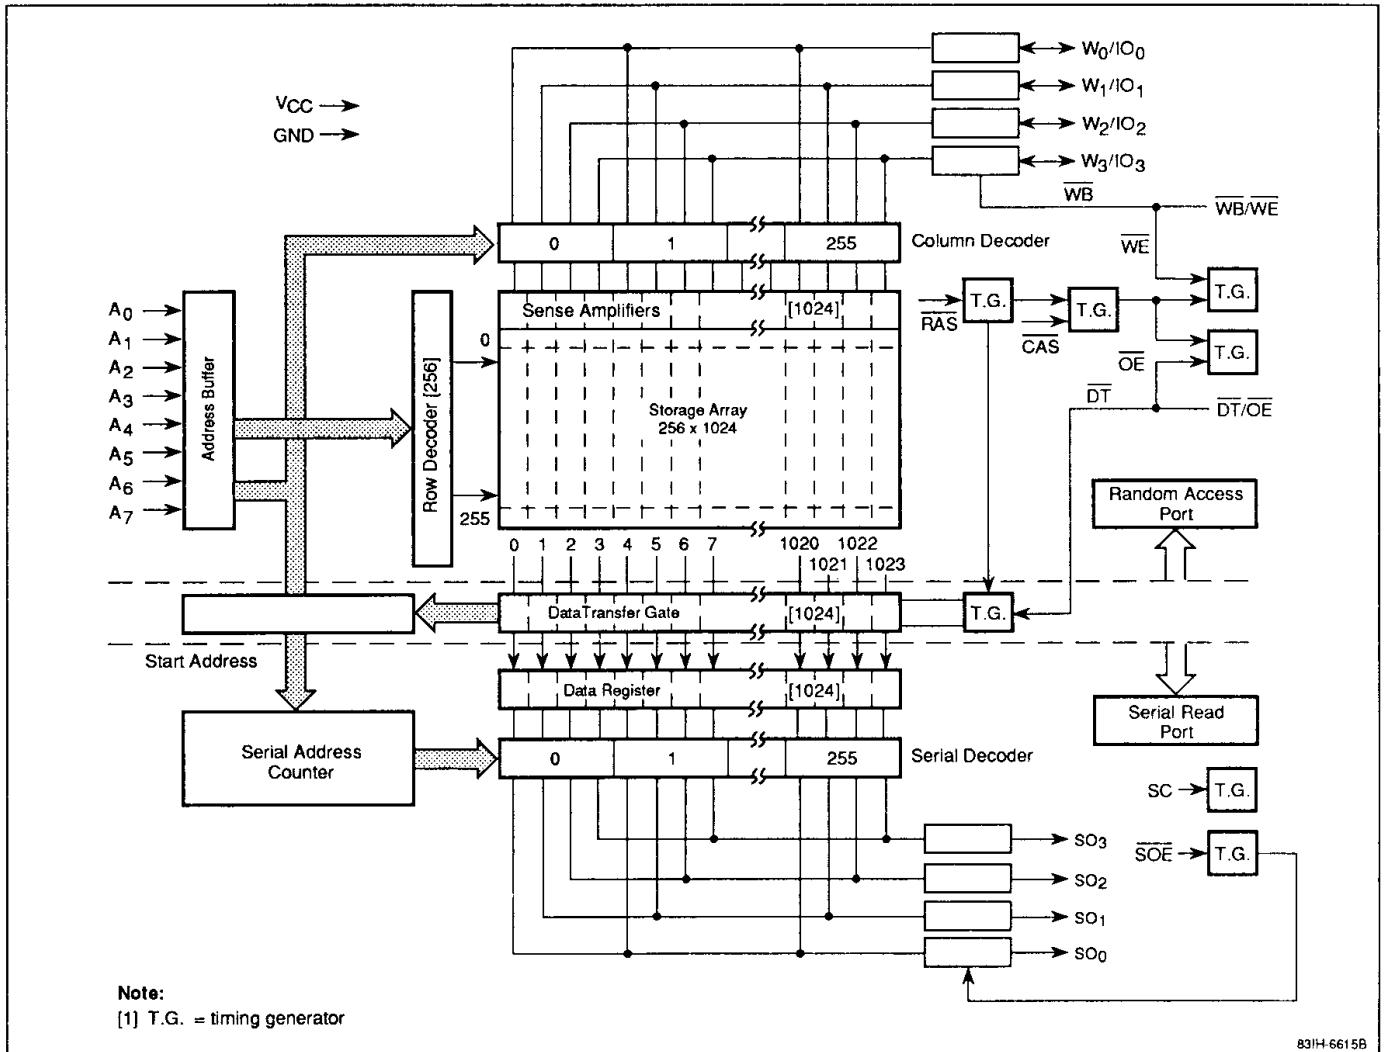 W0/IO0
W1/IO1
W2/IO2
W3/IO3
VCC
GND
WB
WB/WE
WE
0 1 255
Column Decoder
A0
A1
A2
A3
A4
A5
A6
A7
Address Buffer
Row Decoder [256]
Sense Amplifiers [1024]
0
Storage Array
256 x 1024
255
RAS
T.G.
CAS
T.G.
T.G.
OE
T.G.
DT
DT/OE
Random Access
Port
0 1 2 3 4 5 6 7 1020 1022
1021 1023
DataTransfer Gate [1024]
T.G.
Start Address
Data Register [1024]
Serial Read
Port
Serial Address
Counter
0 1 255
Serial Decoder
SC T.G.
SOE T.G.
SO3
SO2
SO1
SO0
Note:
[1] T.G. = timing generator
83IH-6615B